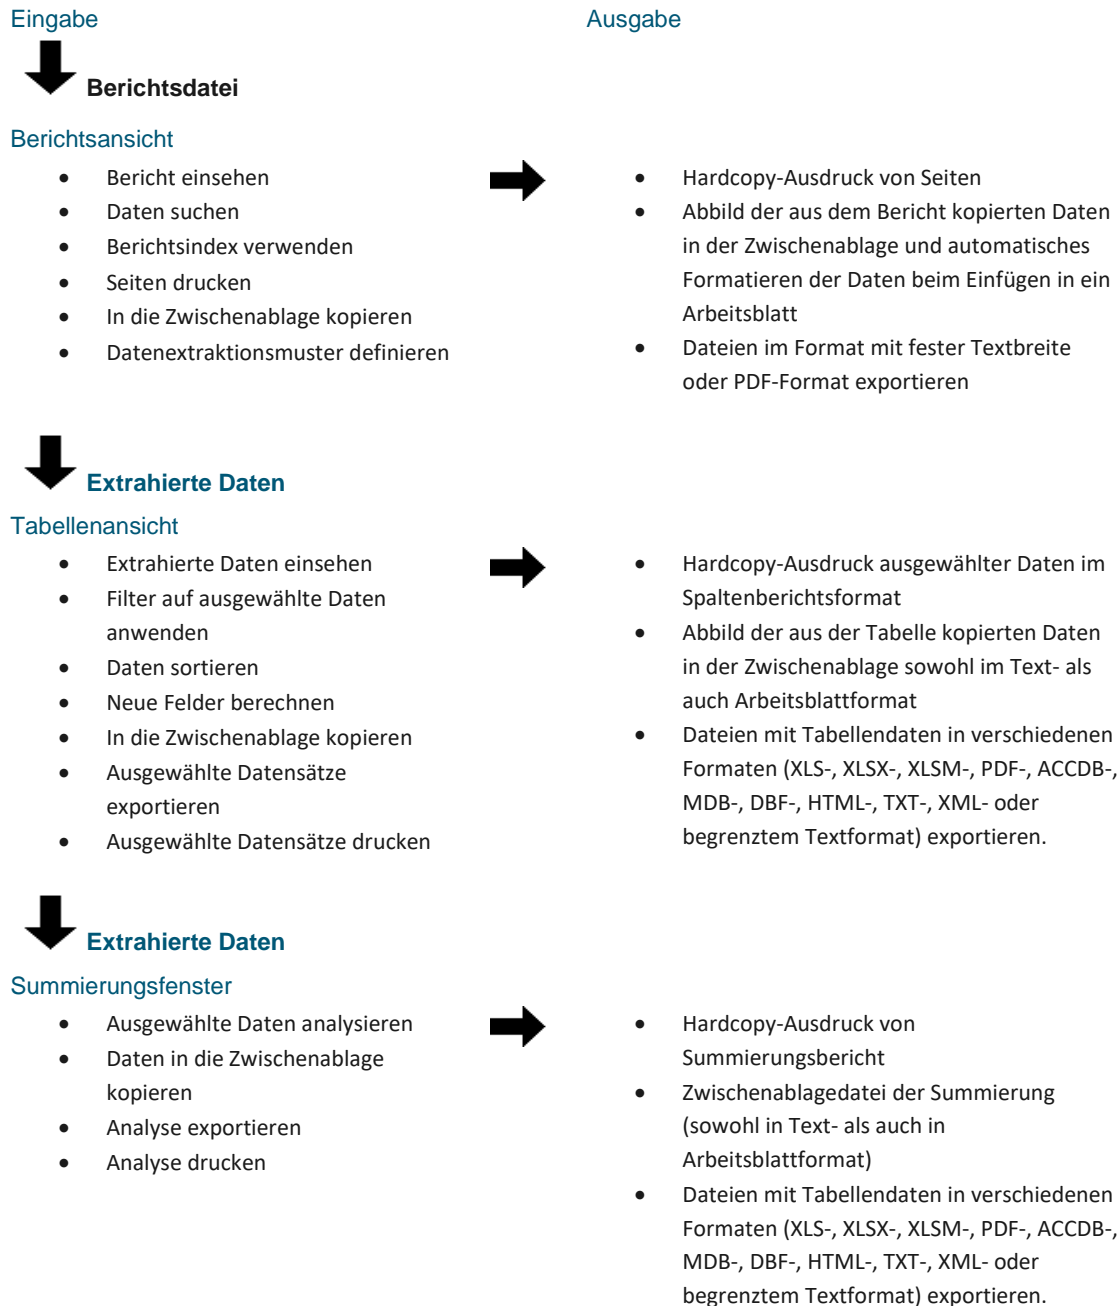 Eingabe
Ausgabe
Berichtsdatei
Berichtsansicht
• Bericht einsehen
• Daten suchen
• Berichtsindex verwenden
• Seiten drucken
• In die Zwischenablage kopieren
• Datenextraktionsmuster definieren
• Hardcopy-Ausdruck von Seiten
• Abbild der aus dem Bericht kopierten Daten
in der Zwischenablage und automatisches
Formatieren der Daten beim Einfügen in ein
Arbeitsblatt
• Dateien im Format mit fester Textbreite
oder PDF-Format exportieren
Extrahierte Daten
Tabellenansicht
• Extrahierte Daten einsehen
• Filter auf ausgewählte Daten
anwenden
• Daten sortieren
• Neue Felder berechnen
• In die Zwischenablage kopieren
• Ausgewählte Datensätze
exportieren
• Ausgewählte Datensätze drucken
• Hardcopy-Ausdruck ausgewählter Daten im
Spaltenberichtsformat
• Abbild der aus der Tabelle kopierten Daten
in der Zwischenablage sowohl im Text- als
auch Arbeitsblattformat
• Dateien mit Tabellendaten in verschiedenen
Formaten (XLS-, XLSX-, XLSM-, PDF-, ACCDB-,
MDB-, DBF-, HTML-, TXT-, XML- oder
begrenztem Textformat) exportieren.
Extrahierte Daten
Summierungsfenster
• Ausgewählte Daten analysieren
• Daten in die Zwischenablage
kopieren
• Analyse exportieren
• Analyse drucken
• Hardcopy-Ausdruck von
Summierungsbericht
• Zwischenablagedatei der Summierung
(sowohl in Text- als auch in
Arbeitsblattformat)
• Dateien mit Tabellendaten in verschiedenen
Formaten (XLS-, XLSX-, XLSM-, PDF-, ACCDB-,
MDB-, DBF-, HTML-, TXT-, XML- oder
begrenztem Textformat) exportieren.